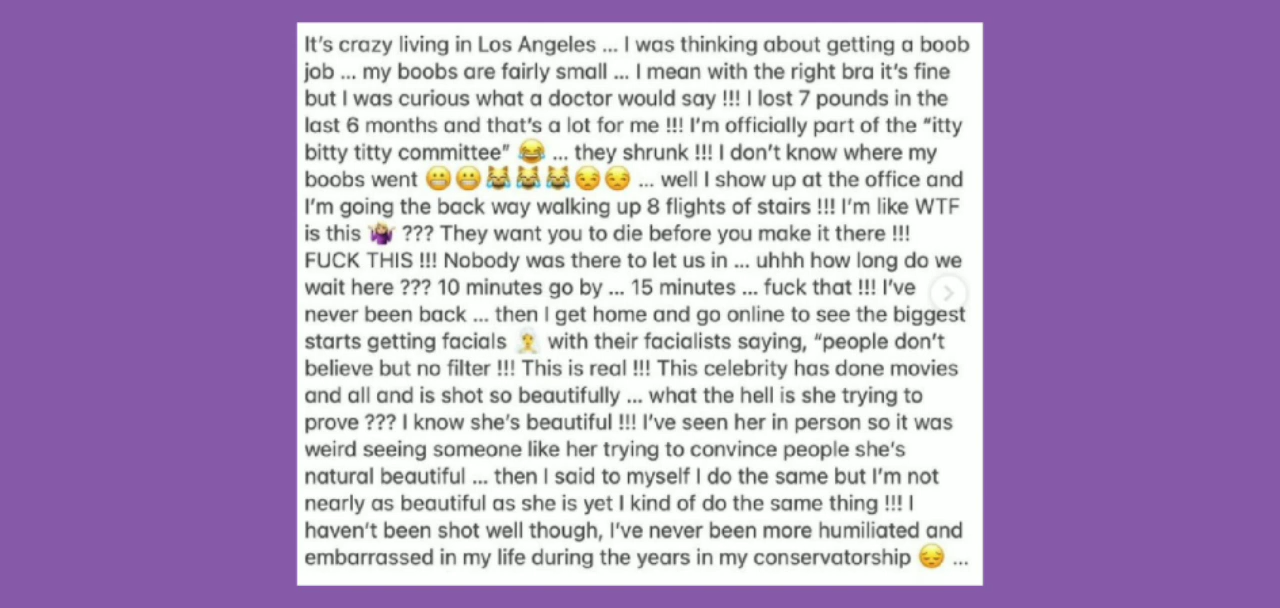 It's crazy living in Los Angeles ... I was thinking about getting a boob
job ... my boobs are fairly small ... I mean with the right bra it's fine
but I was curious what a doctor would say !!! I lost 7 pounds in the
last 6 months and that's a lot for me !!! I'm officially part of the "itty
bitty titty committee" 😂 ... they shrunk !!! I don't know where my
boobs went 😬😬😹😹😹😒😒 ... well I show up at the office and
I'm going the back way walking up 8 flights of stairs !!! I'm like WTF
is this 🤷🏼‍♀️ ??? They want you to die before you make it there !!!
FUCK THIS !!! Nobody was there to let us in ... uhhh how long do we
wait here ??? 10 minutes go by ... 15 minutes ... fuck that !!! I've
never been back ... then I get home and go online to see the biggest
starts getting facials 👰 with their facialists saying, "people don't
believe but no filter !!! This is real !!! This celebrity has done movies
and all and is shot so beautifully ... what the hell is she trying to
prove ??? I know she's beautiful !!! I've seen her in person so it was
weird seeing someone like her trying to convince people she's
natural beautiful ... then I said to myself I do the same but I'm not
nearly as beautiful as she is yet I kind of do the same thing !!! I
haven't been shot well though, I've never been more humiliated and
embarrassed in my life during the years in my conservatorship 😔 ...